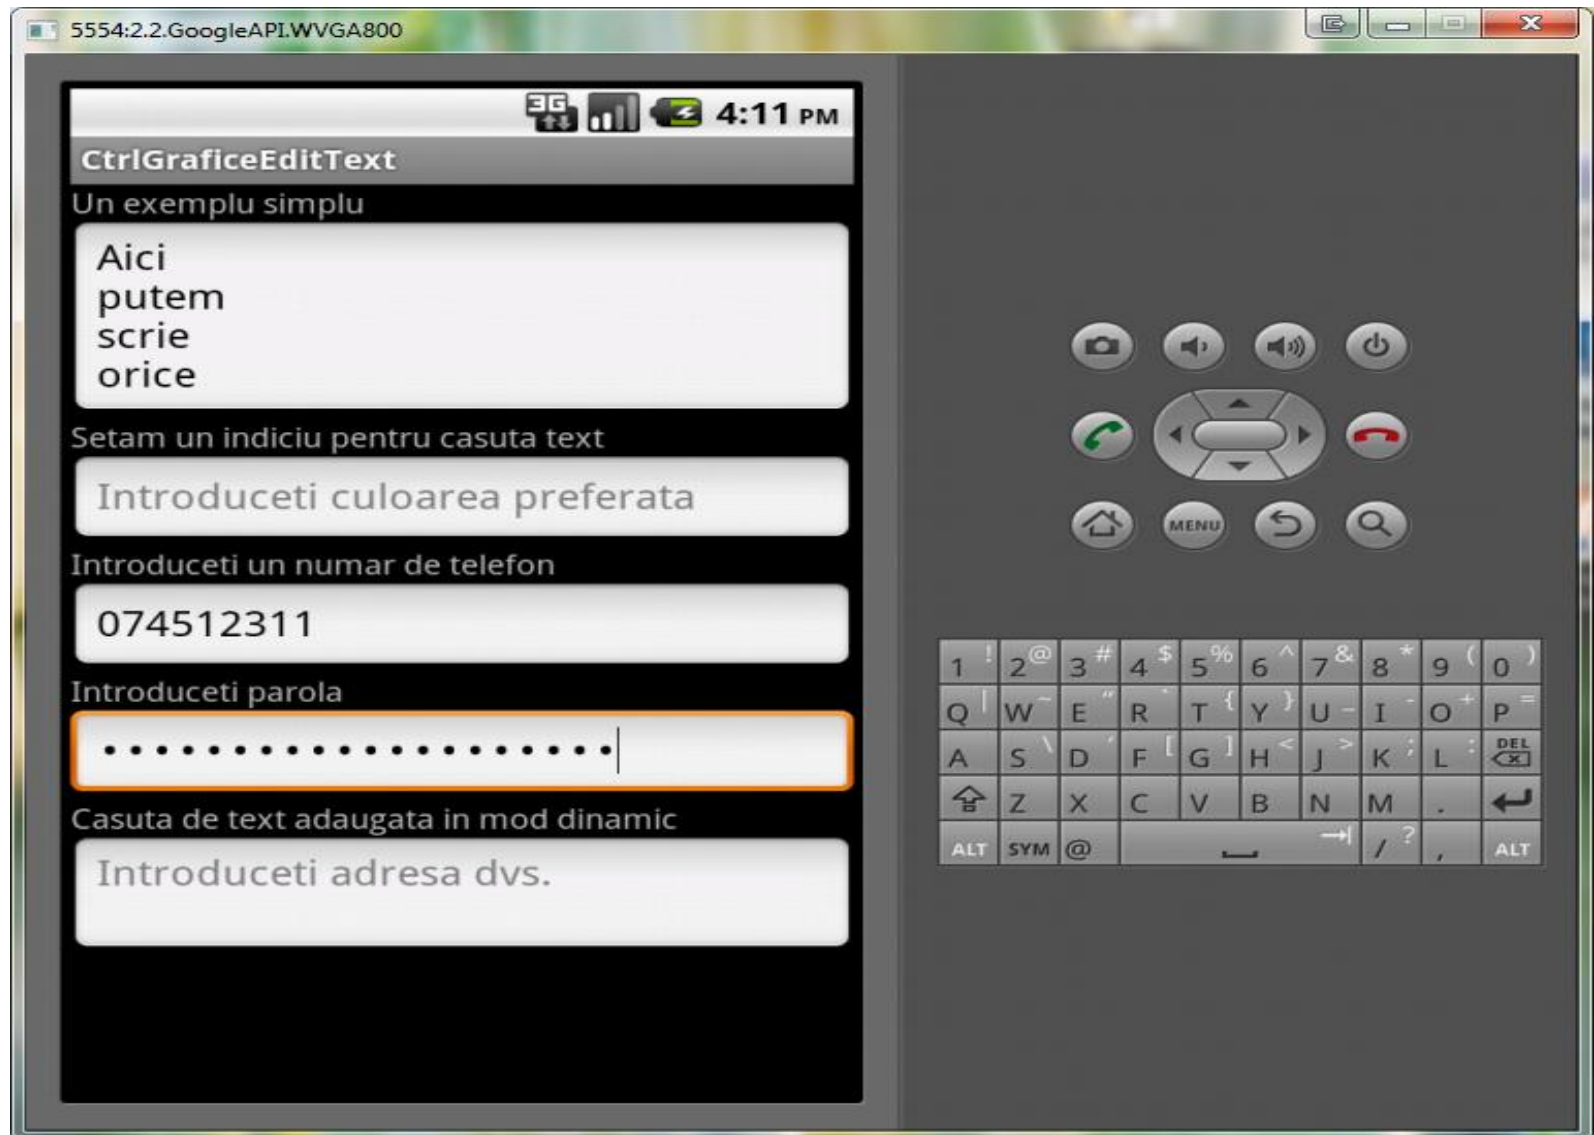 5554:2.2.GoogleAPI.WVGA800
3G 4:11 PM
CtrlGraficeEditText
Un exemplu simplu
Aici
putem
scrie
orice
Setam un indiciu pentru casuta text
Introduceti culoarea preferata
Introduceti un numar de telefon
074512311
Introduceti parola
•••••••••••••••••••••
Casuta de text adaugata in mod dinamic
Introduceti adresa dvs.
MENU
1 ! 2 @ 3 # 4 $ 5 % 6 ^ 7 & 8 * 9 ( 0 )
Q | W ~ E " R ` T { Y } U _ I - O + P =
A S \ D ' F [ G ] H < J > K ; L : DEL
Z X C V B N M .
ALT SYM @ / ? , ALT